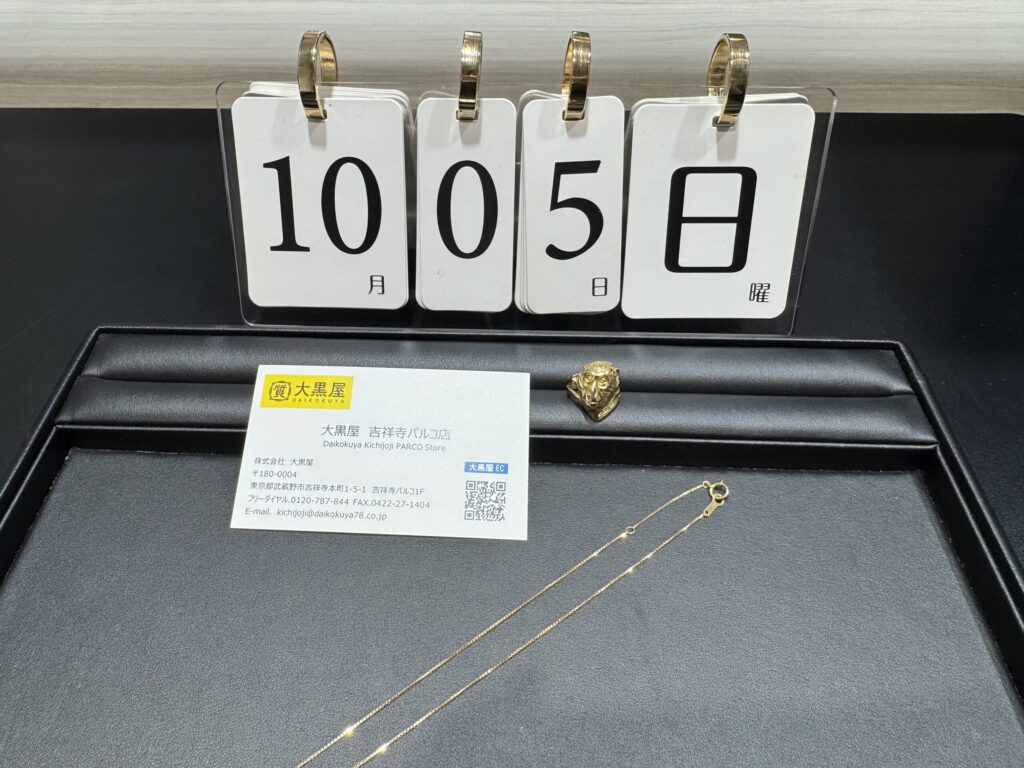 10月 05日 日曜
質 大黒屋
DAIKOKUYA
大黒屋 吉祥寺パルコ店
Daikokuya Kichijoji PARCO Store
株式会社 大黒屋
〒180-0004
東京都武蔵野市吉祥寺本町1-5-1 吉祥寺パルコ1F
フリーダイヤル.0120-787-844 FAX.0422-27-1404
E-mail. kichijoji@daikokuya78.co.jp
大黒屋 EC